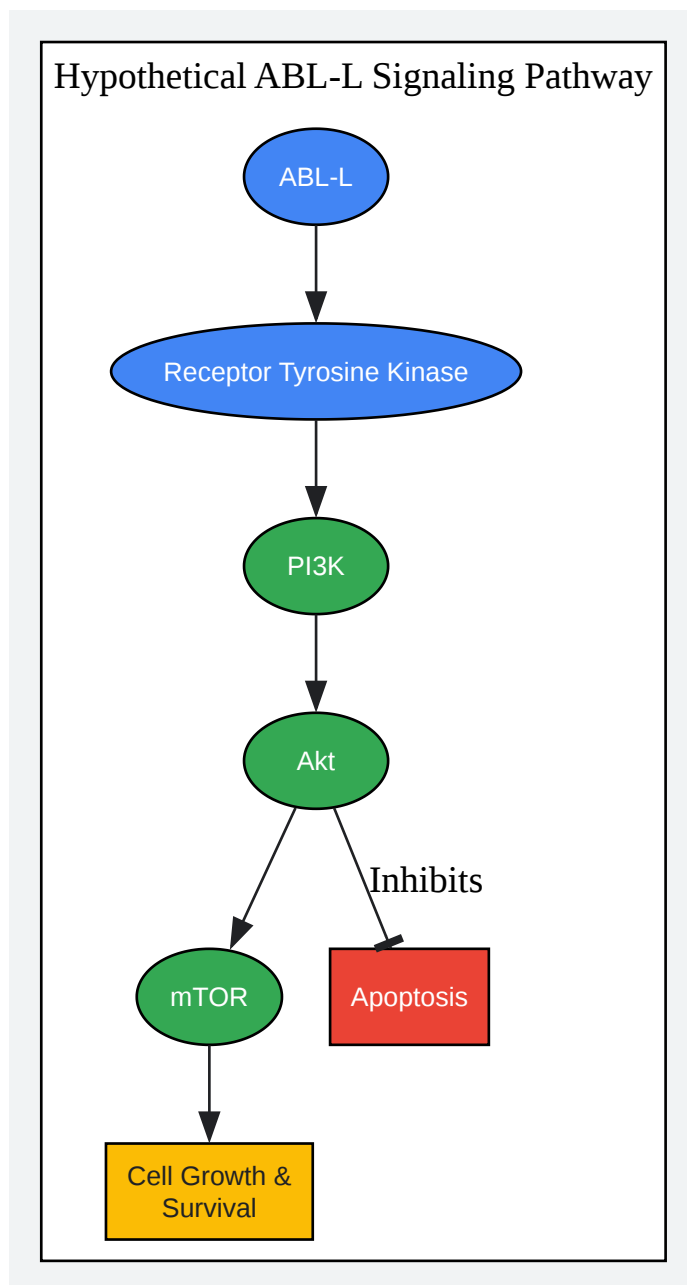 Hypothetical ABL-L Signaling Pathway
ABL-L
Receptor Tyrosine Kinase
PI3K
Akt
Inhibits
mTOR
Apoptosis
Cell Growth &
Survival